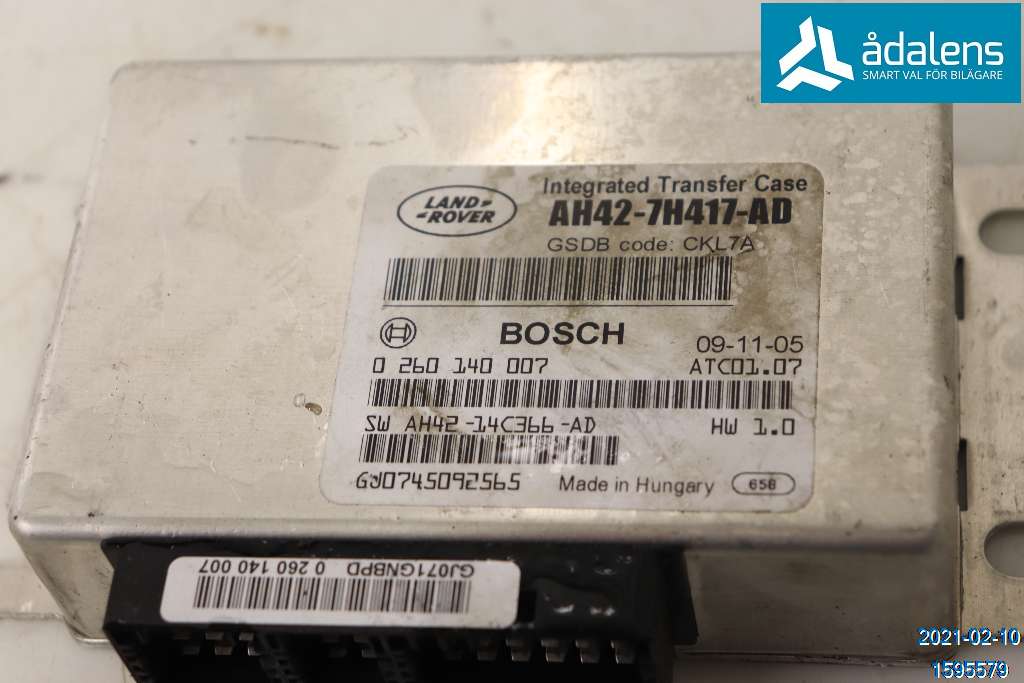 ådalens
SMART VAL FÖR BILÄGARE
LAND
ROVER
Integrated Transfer Case
AH42-7H417-AD
GSDB code: CKL7A
BOSCH
09-11-05
0 260 140 007
ATC01.07
SW AH42-14C366-AD
HW 1.0
GJ0745092565
Made in Hungary
658
GJ071GNBPD 0 260 140 007
2021-02-10
1595579